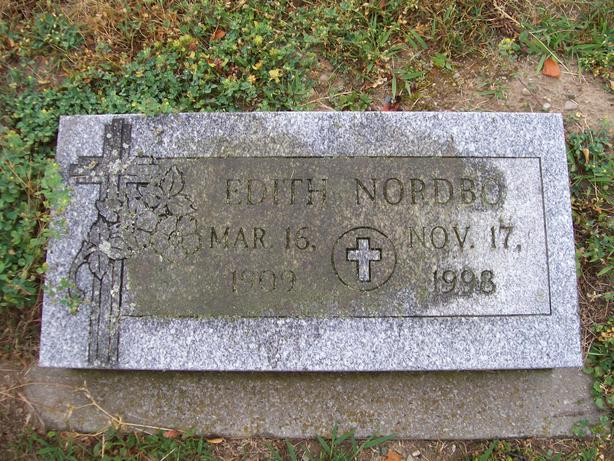 EDITH NORDBO
MAR. 16, NOV. 17,
1909 1998